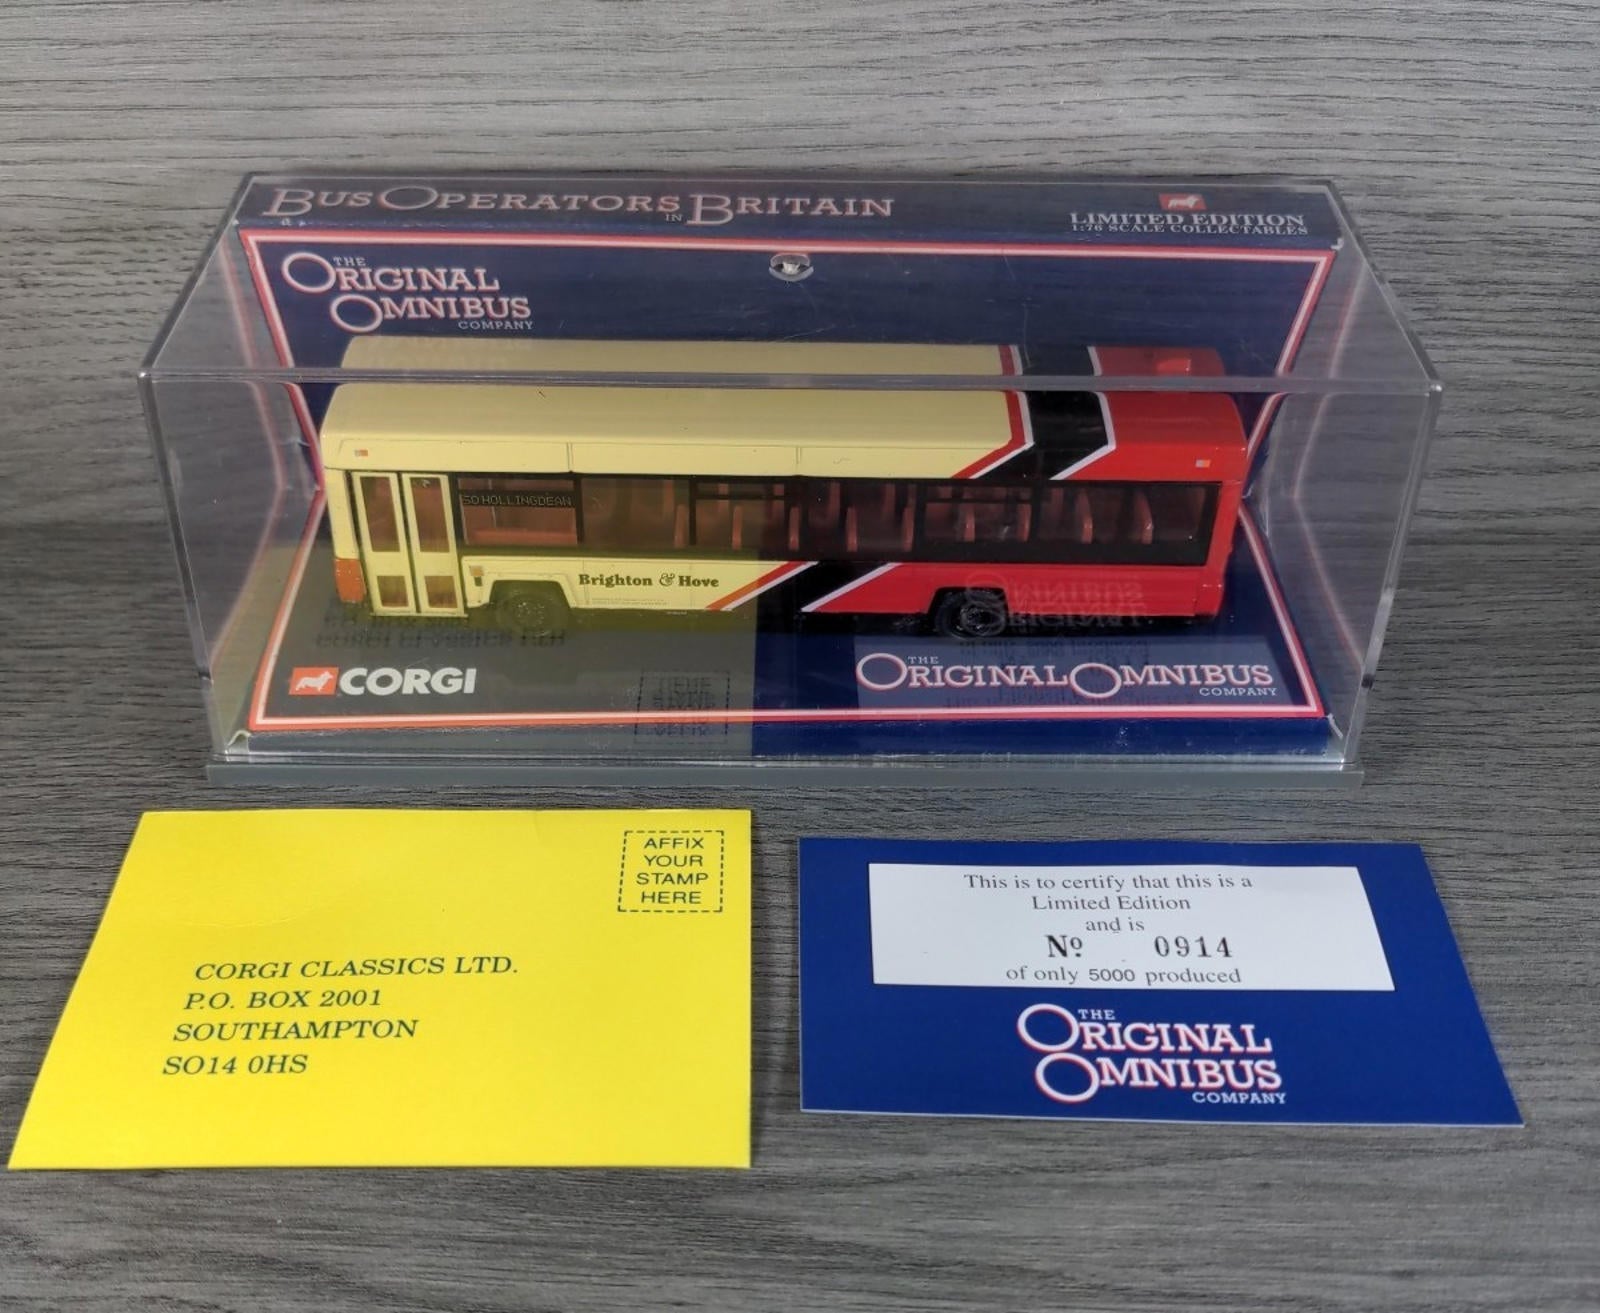 BUS OPERATORS IN BRITAIN
LIMITED EDITION
1:76 SCALE COLLECTABLES
THE
ORIGINAL
OMNIBUS
COMPANY
50 HOLLINGDEAN
Brighton & Hove
CORGI
THE
ORIGINAL OMNIBUS
COMPANY
AFFIX
YOUR
STAMP
HERE
CORGI CLASSICS LTD.
P.O. BOX 2001
SOUTHAMPTON
SO14 0HS
This is to certify that this is a
Limited Edition
and is
Nº 0914
of only 5000 produced
THE
ORIGINAL
OMNIBUS
COMPANY